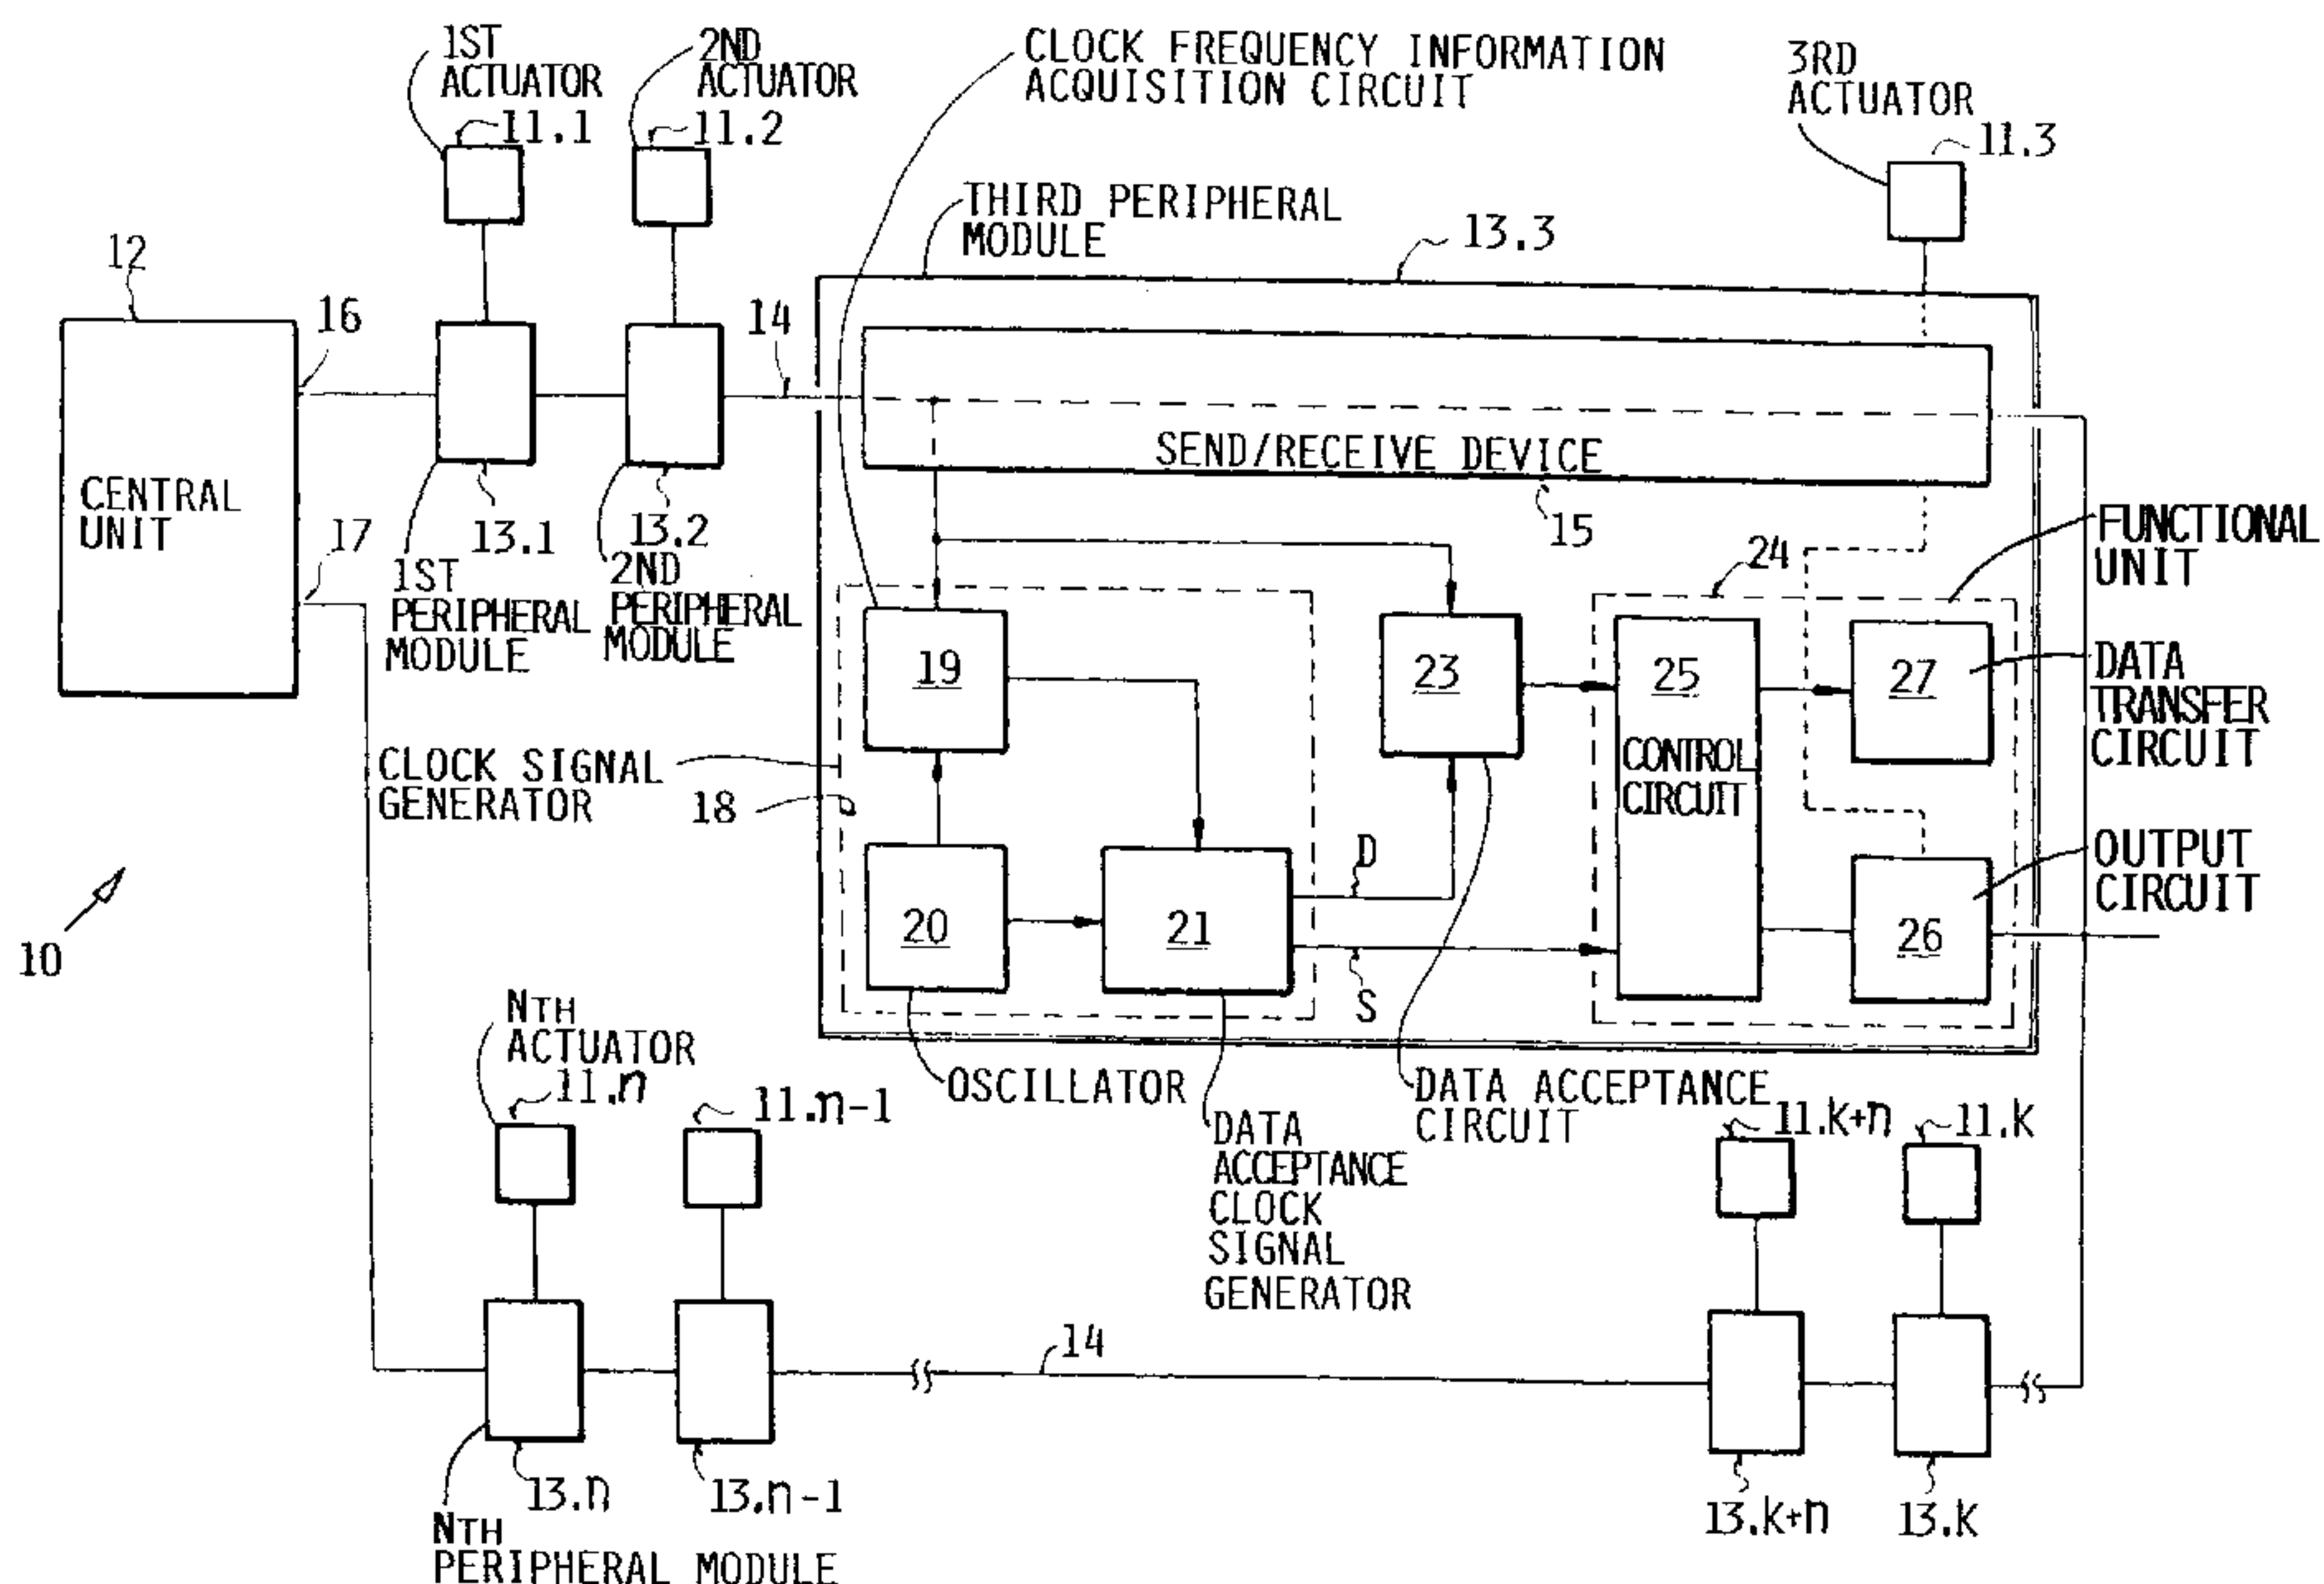 1ST
ACTUATOR
11.1
2ND
ACTUATOR
11.2
CLOCK FREQUENCY INFORMATION
ACQUISITION CIRCUIT
3RD
ACTUATOR
11.3
THIRD PERIPHERAL
MODULE
13.3
12
16
14
CENTRAL
UNIT
17
13.1
1ST
PERIPHERAL
MODULE
13.2
2ND
PERIPHERAL
MODULE
SEND/RECEIVE DEVICE
15
24
FUNCTIONAL
UNIT
19
23
25
CONTROL
CIRCUIT
27
DATA
TRANSFER
CIRCUIT
CLOCK SIGNAL
GENERATOR
18
20
21
D
S
26
OUTPUT
CIRCUIT
10
NTH
ACTUATOR
11.n
11.n-1
OSCILLATOR
DATA
ACCEPTANCE
CLOCK
SIGNAL
GENERATOR
DATA ACCEPTANCE
CIRCUIT
11.k+n
11.k
14
13.n
13.n-1
13.k+n
13.k
NTH
PERIPHERAL MODULE